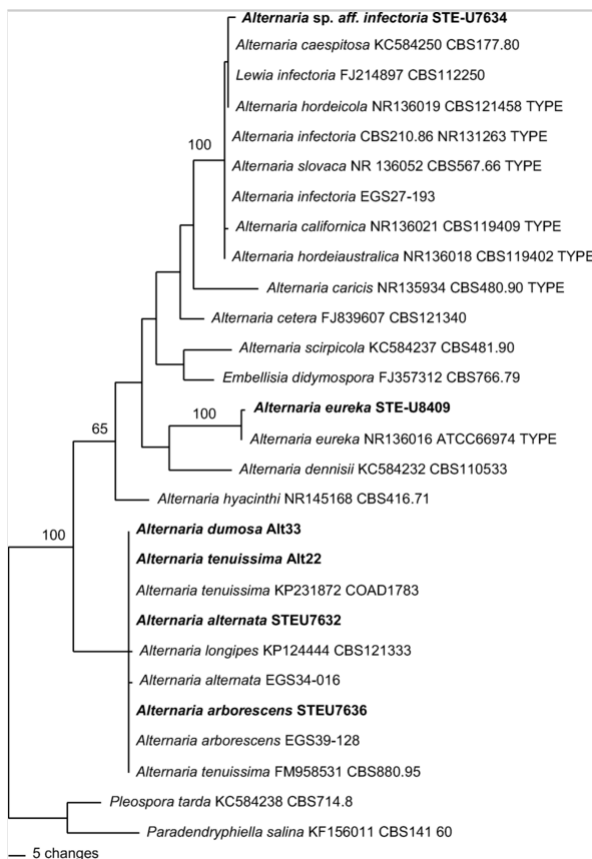 Alternaria sp. aff. infectoria STE-U7634
Alternaria caespitosa KC584250 CBS177.80
Lewia infectoria FJ214897 CBS112250
Alternaria hordeicola NR136019 CBS121458 TYPE
100
Alternaria infectoria CBS210.86 NR131263 TYPE
Alternaria slovaca NR 136052 CBS567.66 TYPE
Alternaria infectoria EGS27-193
Alternaria californica NR136021 CBS119409 TYPE
Alternaria hordeiaustralica NR136018 CBS119402 TYPE
Alternaria caricis NR135934 CBS480.90 TYPE
Alternaria cetera FJ839607 CBS121340
Alternaria scirpicola KC584237 CBS481.90
Embellisia didymospora FJ357312 CBS766.79
100
Alternaria eureka STE-U8409
65
Alternaria eureka NR136016 ATCC66974 TYPE
Alternaria dennisii KC584232 CBS110533
Alternaria hyacinthi NR145168 CBS416.71
100
Alternaria dumosa Alt33
Alternaria tenuissima Alt22
Alternaria tenuissima KP231872 COAD1783
Alternaria alternata STEU7632
Alternaria longipes KP124444 CBS121333
Alternaria alternata EGS34-016
Alternaria arborescens STEU7636
Alternaria arborescens EGS39-128
Alternaria tenuissima FM958531 CBS880.95
Pleospora tarda KC584238 CBS714.8
Paradendryphiella salina KF156011 CBS141 60
5 changes